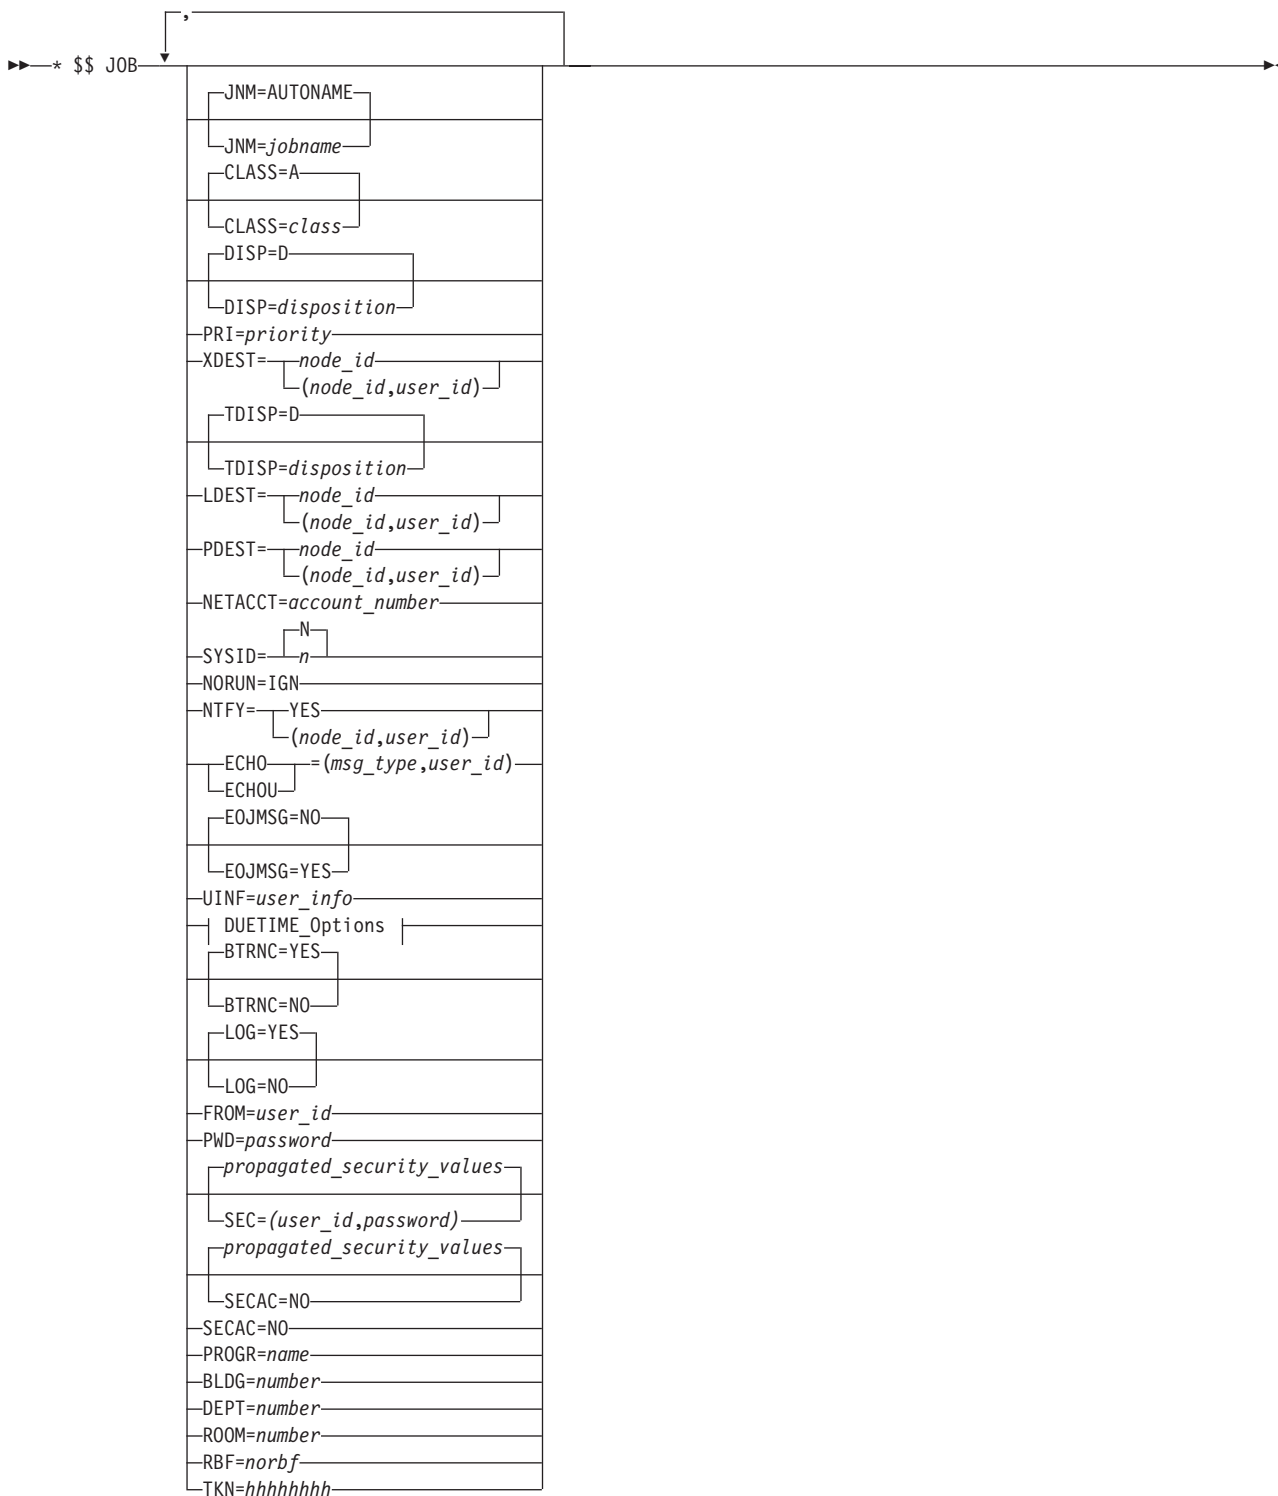 ,
* $$ JOB
JNM=AUTONAME
JNM=jobname
CLASS=A
CLASS=class
DISP=D
DISP=disposition
PRI=priority
XDEST= node_id
(node_id,user_id)
TDISP=D
TDISP=disposition
LDEST= node_id
(node_id,user_id)
PDEST= node_id
(node_id,user_id)
NETACCT=account_number
N
SYSID= n
NORUN=IGN
NTFY= YES
(node_id,user_id)
ECHO =(msg_type,user_id)
ECHOU
EOJMSG=NO
EOJMSG=YES
UINF=user_info
DUETIME_Options
BTRNC=YES
BTRNC=NO
LOG=YES
LOG=NO
FROM=user_id
PWD=password
propagated_security_values
SEC=(user_id,password)
propagated_security_values
SECAC=NO
SECAC=NO
PROGR=name
BLDG=number
DEPT=number
ROOM=number
RBF=norbf
TKN=hhhhhhhh